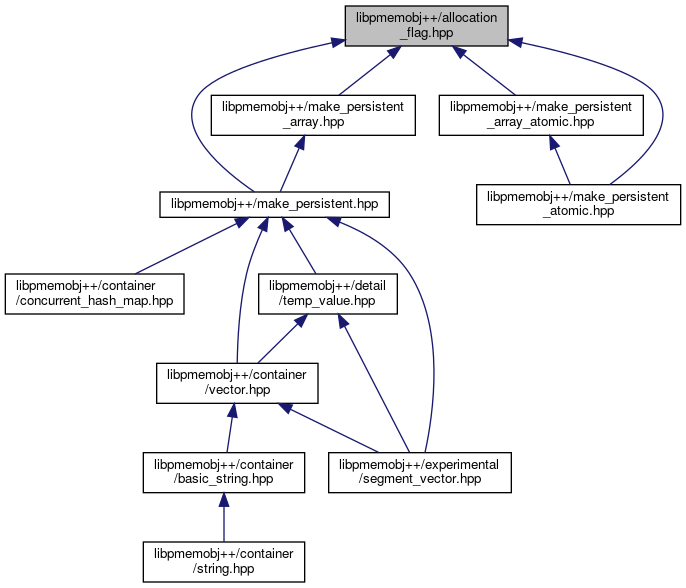 libpmemobj++/allocation
_flag.hpp
libpmemobj++/make_persistent
_array.hpp
libpmemobj++/make_persistent
_array_atomic.hpp
libpmemobj++/make_persistent.hpp
libpmemobj++/make_persistent
_atomic.hpp
libpmemobj++/container
/concurrent_hash_map.hpp
libpmemobj++/detail
/temp_value.hpp
libpmemobj++/container
/vector.hpp
libpmemobj++/container
/basic_string.hpp
libpmemobj++/experimental
/segment_vector.hpp
libpmemobj++/container
/string.hpp